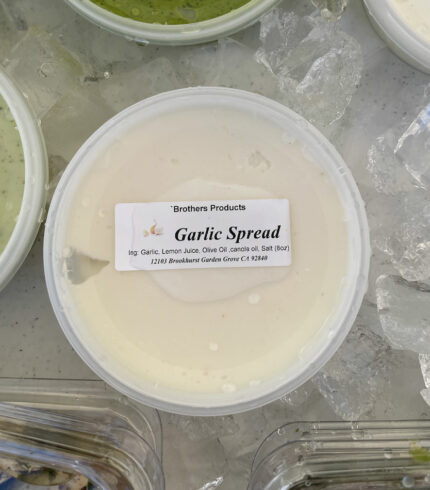 `Brothers Products
Garlic Spread
Ing: Garlic, Lemon Juice, Olive Oil ,canola oil, Salt (8oz)
12103 Brookhurst Garden Grove CA 92840